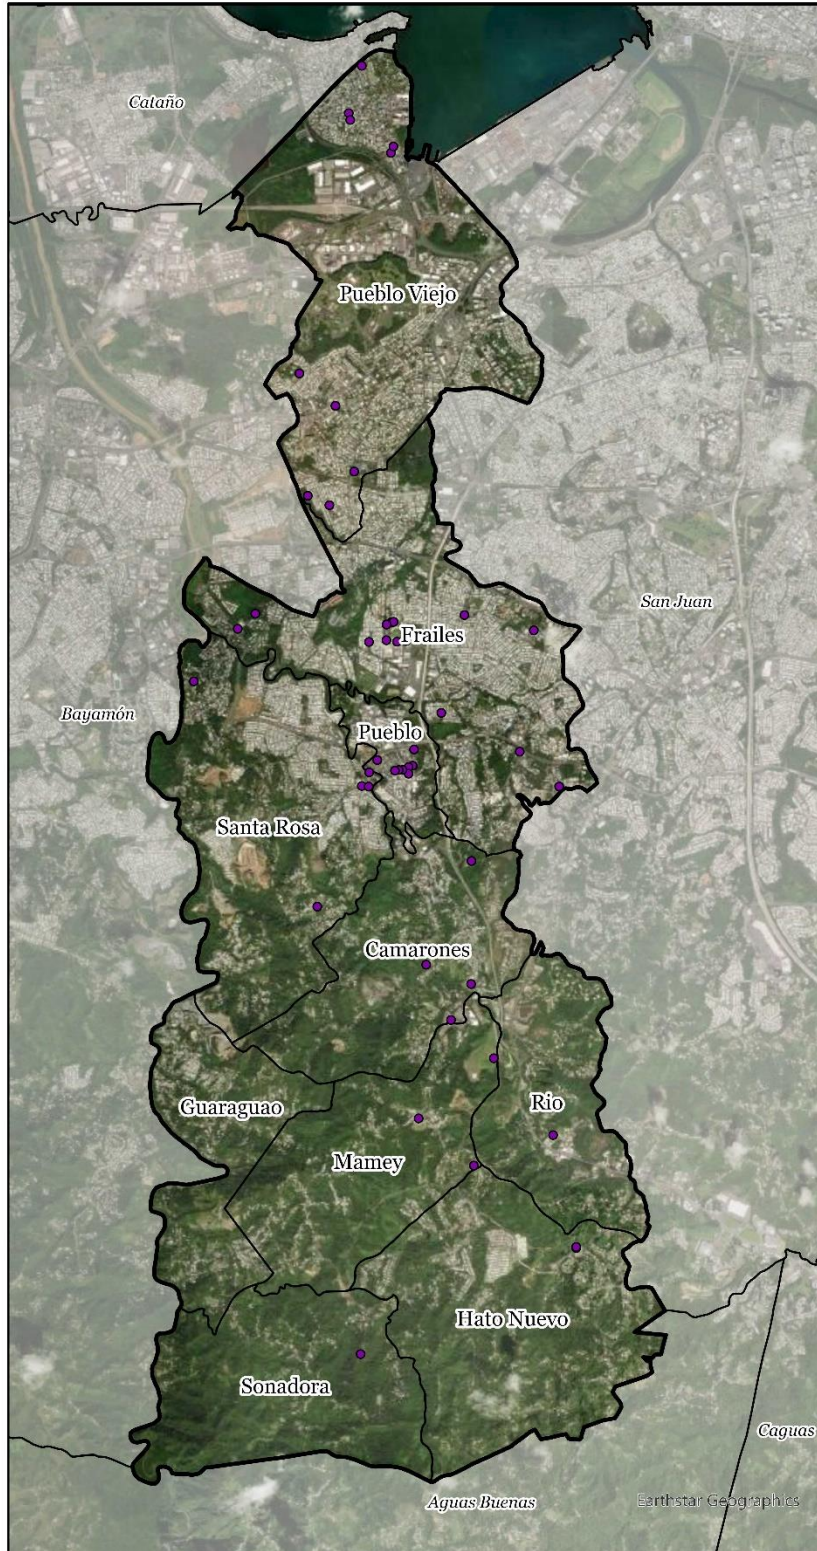 Cataño
Pueblo Viejo
San Juan
Frailes
Bayamón
Pueblo
Santa Rosa
Camarones
Rio
Guaraguao
Mamey
Hato Nuevo
Sonadora
Caguas
Aguas Buenas
Earthstar Geographics